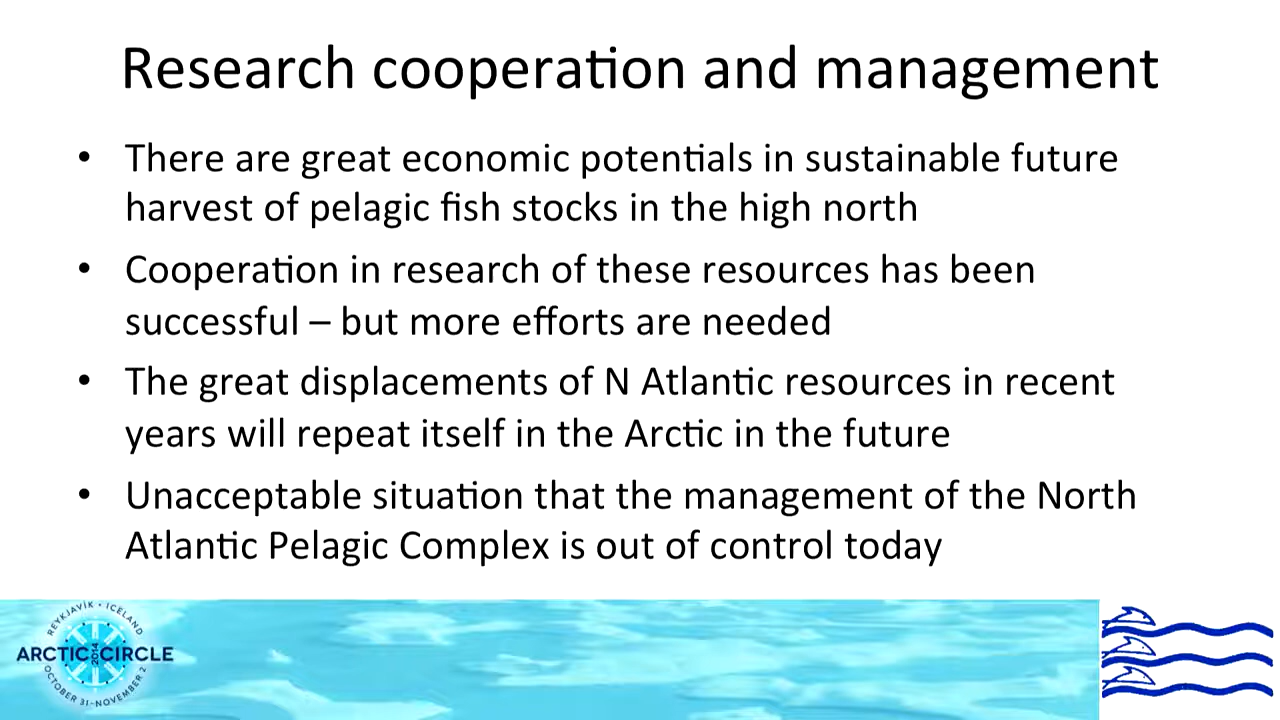 Research cooperation and management
• There are great economic potentials in sustainable future
harvest of pelagic fish stocks in the high north
• Cooperation in research of these resources has been
successful – but more efforts are needed
• The great displacements of N Atlantic resources in recent
years will repeat itself in the Arctic in the future
• Unacceptable situation that the management of the North
Atlantic Pelagic Complex is out of control today
REYKJAVÍK • ICELAND
ARCTIC CIRCLE
2014
OCTOBER 31–NOVEMBER 2